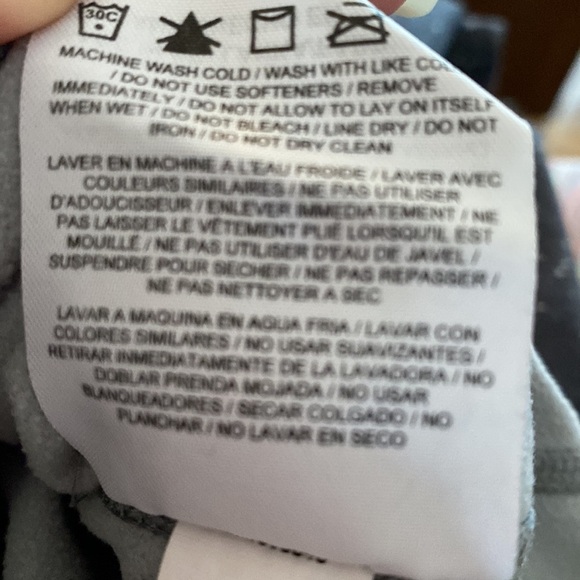 30C
MACHINE WASH COLD / WASH WITH LIKE
/ DO NOT USE SOFTENERS / REMOVE
IMMEDIATELY / DO NOT ALLOW TO LAY ON ITSELF
WHEN WET / DO NOT BLEACH / LINE DRY / DO NOT
IRON / DO NOT DRY CLEAN
LAVER EN MACHINE A L'EAU FROIDE / LAVER AVEC
COULEURS SIMILAIRES / NE PAS UTILISER
D'ADOUCISSEUR / ENLEVER IMMEDIATEMENT / NE
PAS LAISSER LE VÊTEMENT PLIÉ LORSQU'IL EST
MOUILLÉ / NE PAS UTILISER D'EAU DE JAVEL /
SUSPENDRE POUR SECHER / NE PAS REPASSER /
NE PAS NETTOYER A SEC
LAVAR A MAQUINA EN AGUA FRIA / LAVAR CON
COLORES SIMILARES / NO USAR SUAVIZANTES /
RETIRAR INMEDIATAMENTE DE LA LAVADORA / NO
DOBLAR PRENDA MOJADA / NO USAR
BLANQUEADORES / SECAR COLGADO / NO
PLANCHAR / NO LAVAR EN SECO